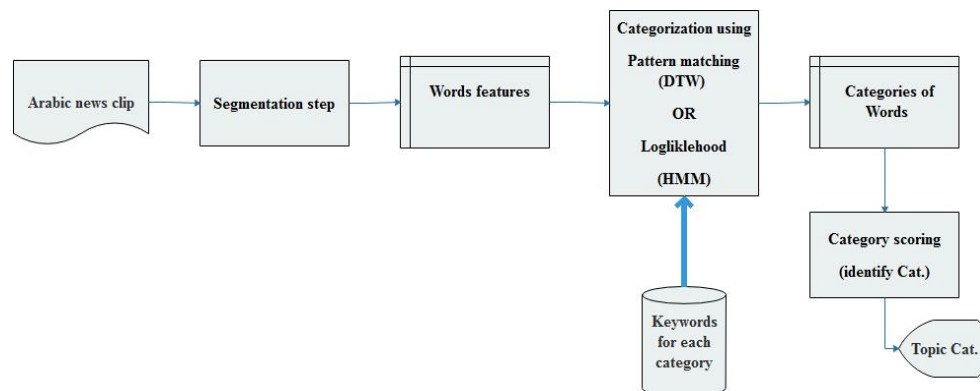 Arabic news clip
Segmentation step
Words features
Categorization using
Pattern matching
(DTW)
OR
Logliklehood
(HMM)
Categories of
Words
Category scoring
(identify Cat.)
Keywords
for each
category
Topic Cat.